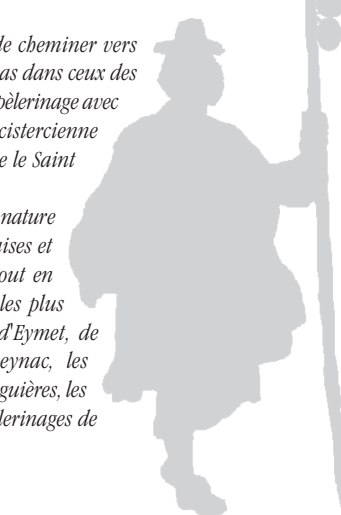 de cheminer vers
as dans ceux des
pèlerinage avec
cistercienne
e le Saint
nature
uises et
out en
les plus
d'Eymet, de
eynac, les
guières, les
lerinages de